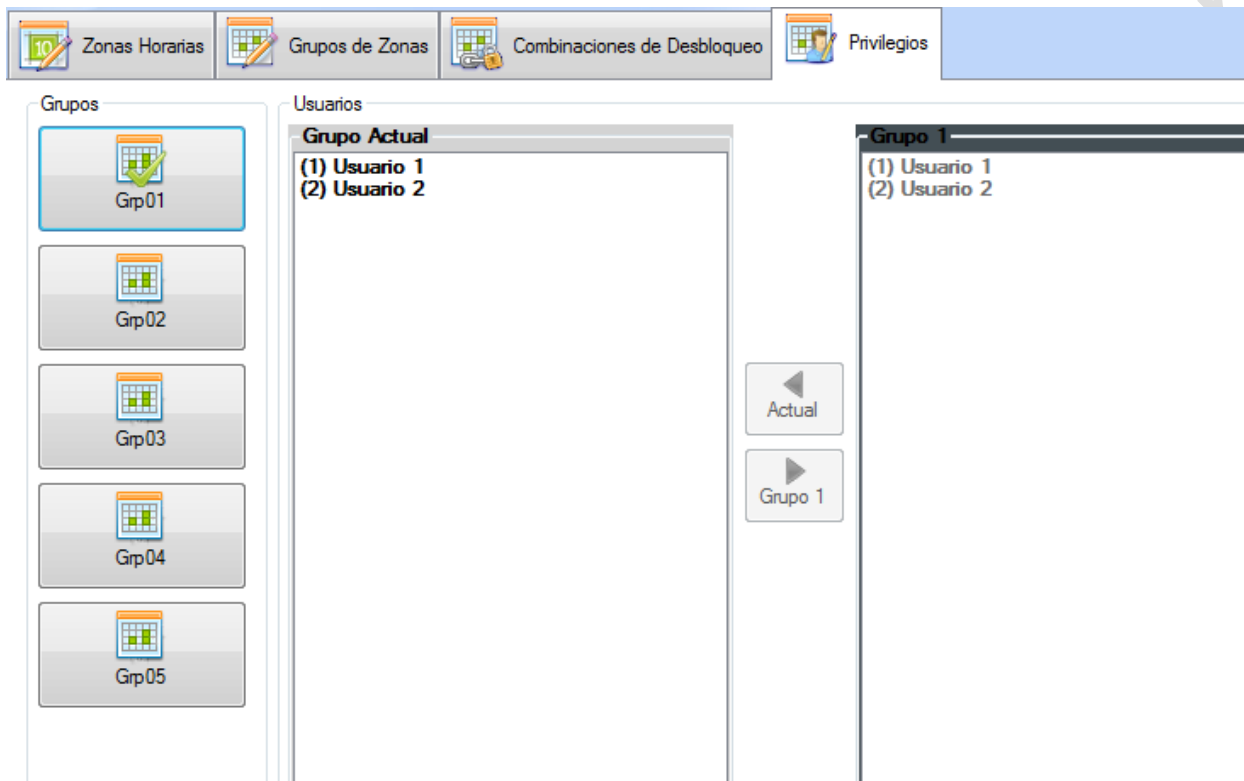 10 Zonas Horarias Grupos de Zonas Combinaciones de Desbloqueo Privilegios
Grupos
Usuarios
Grp01
Grp02
Grp03
Grp04
Grp05
Grupo Actual
(1) Usuario 1
(2) Usuario 2
Actual
Grupo 1
Grupo 1
(1) Usuario 1
(2) Usuario 2